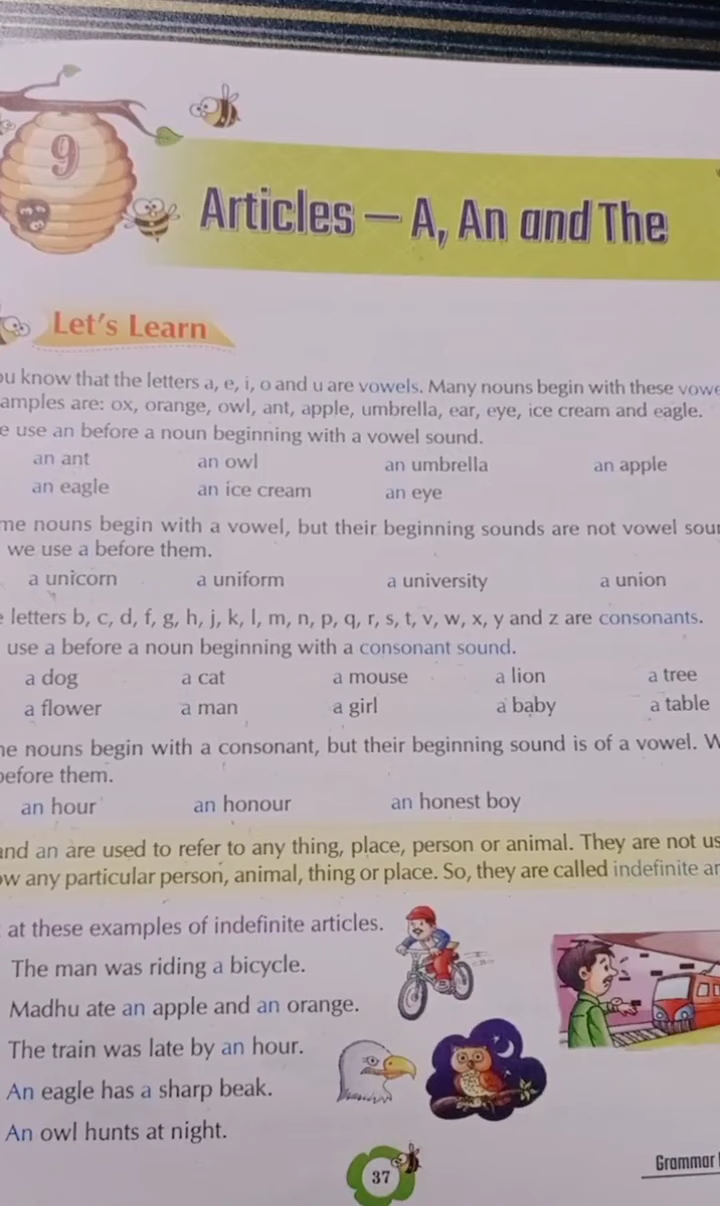 9
Articles — A, An and The
Let's Learn
ou know that the letters a, e, i, o and u are vowels. Many nouns begin with these vowe
amples are: ox, orange, owl, ant, apple, umbrella, ear, eye, ice cream and eagle.
e use an before a noun beginning with a vowel sound.
an ant an owl an umbrella an apple
an eagle an ice cream an eye
me nouns begin with a vowel, but their beginning sounds are not vowel sou
we use a before them.
a unicorn a uniform a university a union
e letters b, c, d, f, g, h, j, k, l, m, n, p, q, r, s, t, v, w, x, y and z are consonants.
use a before a noun beginning with a consonant sound.
a dog a cat a mouse a lion a tree
a flower a man a girl a baby a table
me nouns begin with a consonant, but their beginning sound is of a vowel. W
before them.
an hour an honour an honest boy
and an are used to refer to any thing, place, person or animal. They are not us
ow any particular person, animal, thing or place. So, they are called indefinite ar
at these examples of indefinite articles.
The man was riding a bicycle.
Madhu ate an apple and an orange.
The train was late by an hour.
An eagle has a sharp beak.
An owl hunts at night.
37
Grammar